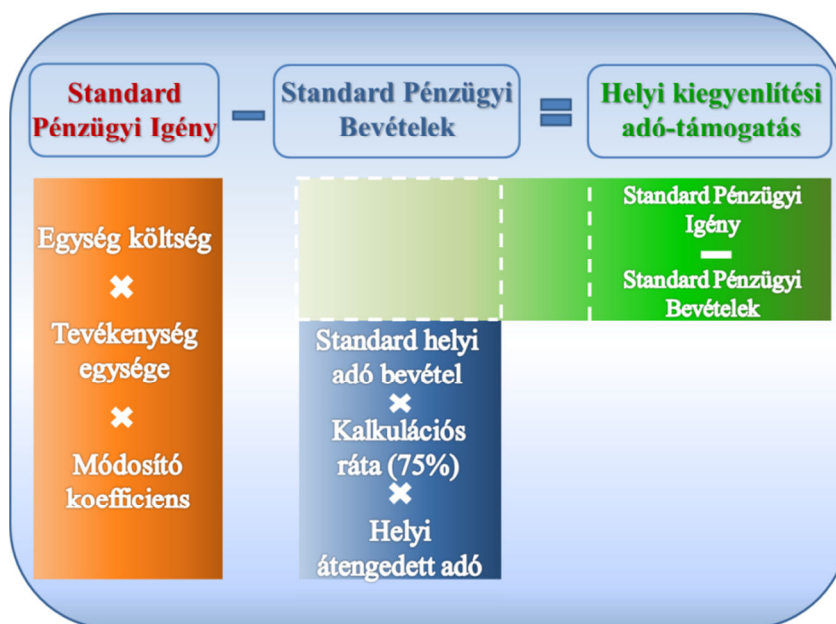 Standard
Pénzügyi Igény
Standard Pénzügyi
Bevételek
Helyi kiegyenlítési
adó-támogatás
Egység költség
Tevékenység
egysége
Módosító
koefficiens
Standard helyi
adó bevétel
Kalkulációs
ráta (75%)
Helyi
átengedett adó
Standard Pénzügyi
Igény
Standard Pénzügyi
Bevételek